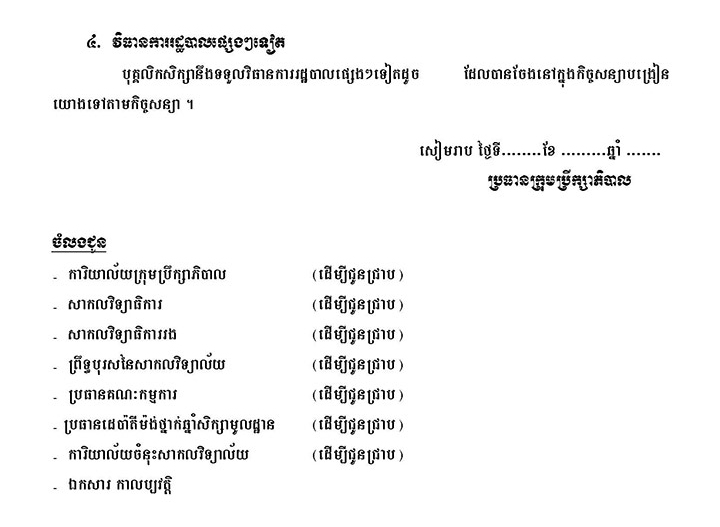 ៤. វិធានការរដ្ឋបាលផ្សេងៗទៀត
បុគ្គលិកសិក្សានឹងទទួលវិធានការរដ្ឋបាលផ្សេងៗទៀតដូច ដែលបានចែងនៅក្នុងកិច្ចសន្យាបង្រៀន
យោងទៅតាមកិច្ចសន្យា ។
សៀមរាប ថ្ងៃទី........ខែ .........ឆ្នាំ .......
ប្រធានក្រុមប្រឹក្សាភិបាល
ចំលងជូន
- ការិយាល័យក្រុមប្រឹក្សាភិបាល (ដើម្បីជូនជ្រាប)
- សាកលវិទ្យាធិការ (ដើម្បីជូនជ្រាប)
- សាកលវិទ្យាធិការរង (ដើម្បីជូនជ្រាប)
- ព្រឹទ្ធបុរសនៃសាកលវិទ្យាល័យ (ដើម្បីជូនជ្រាប)
- ប្រធានគណៈកម្មការ (ដើម្បីជូនជ្រាប)
- ប្រធានដេប៉ាតឺម៉ង់ថ្នាក់ឆ្នាំសិក្សាមូលដ្ឋាន (ដើម្បីជូនជ្រាប)
- ការិយាល័យចំនុះសាកលវិទ្យាល័យ (ដើម្បីជូនជ្រាប)
- ឯកសារ កាលប្បវត្តិ